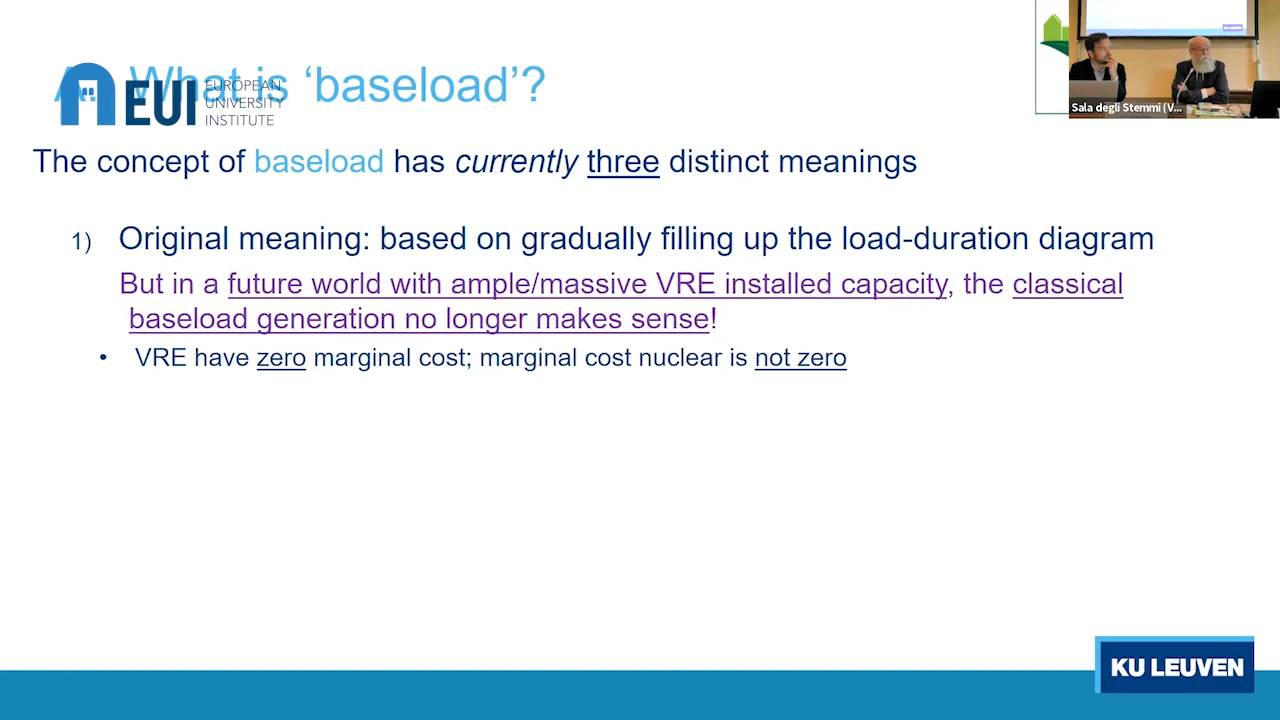 What is ‘baseload’?
EUI
EUROPEAN
UNIVERSITY
INSTITUTE
Sala degli Stemmi (V...
The concept of baseload has currently three distinct meanings
1) Original meaning: based on gradually filling up the load-duration diagram
But in a future world with ample/massive VRE installed capacity, the classical
baseload generation no longer makes sense!
• VRE have zero marginal cost; marginal cost nuclear is not zero
KU LEUVEN